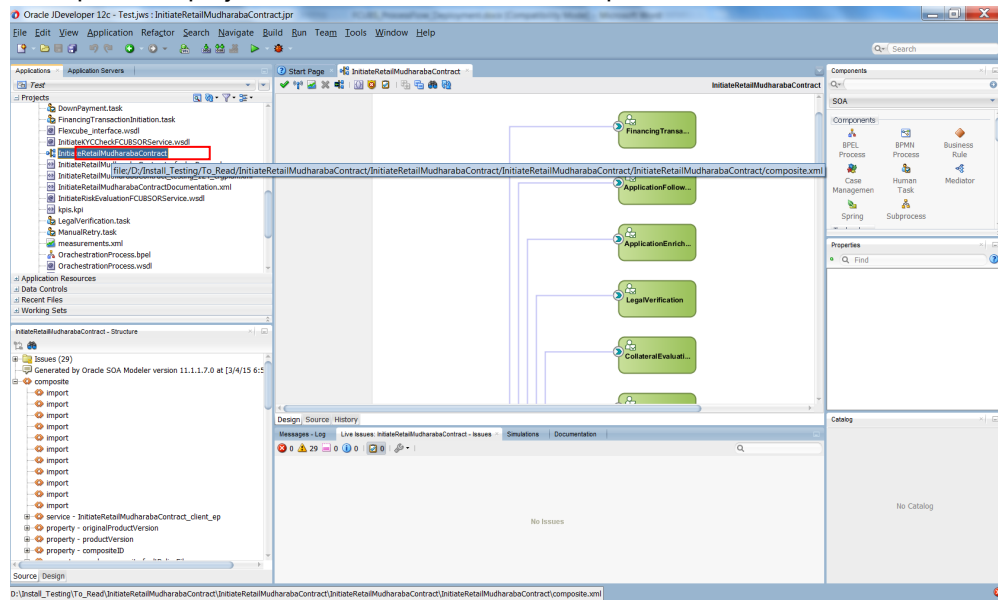 Oracle JDeveloper 12c - Test.jws : InitiateRetailMudharabaContract.jpr
File Edit View Application Refactor Search Navigate Build Run Team Tools Window Help
Search
Applications
Application Servers
Test
Projects
DownPayment.task
FinancingTransactionInitiation.task
Flexcube_interface.wsdl
InitiateKYCCheckFCUBSORService.wsdl
InitiateRetailMudharabaContract
file:/D:/Install_Testing/To_Read/InitiateRetailMudharabaContract/InitiateRetailMudharabaContract/InitiateRetailMudharabaContract/InitiateRetailMudharabaContract/composite.xml
InitiateRetailMudharabaContractDocumentation.xml
InitiateRiskEvaluationFCUBSORService.wsdl
kpis.kpi
LegalVerification.task
ManualRetry.task
measurements.xml
OrachestrationProcess.bpel
OrachestrationProcess.wsdl
Application Resources
Data Controls
Recent Files
Working Sets
InitiateRetailMudharabaContract - Structure
Issues (29)
Generated by Oracle SOA Modeler version 11.1.1.7.0 at [3/4/15 6:5
composite
import
import
import
import
import
import
import
import
import
import
import
service - InitiateRetailMudharabaContract_client_ep
property - originalProductVersion
property - productVersion
property - compositeID
Source Design
Start Page
InitiateRetailMudharabaContract
InitiateRetailMudharabaContract
FinancingTransa...
ApplicationFollow...
ApplicationEnrich...
LegalVerification
CollateralEvaluati...
Design Source History
Messages - Log
Live Issues: InitiateRetailMudharabaContract - Issues
Simulations
Documentation
0 29 0 0 0
No Issues
Components
SOA
Components
BPEL Process
BPMN Process
Business Rule
Case Managemen
Human Task
Mediator
Spring
Subprocess
Properties
Find
Catalog
No Catalog
D:\Install_Testing\To_Read\InitiateRetailMudharabaContract\InitiateRetailMudharabaContract\InitiateRetailMudharabaContract\InitiateRetailMudharabaContract\composite.xml